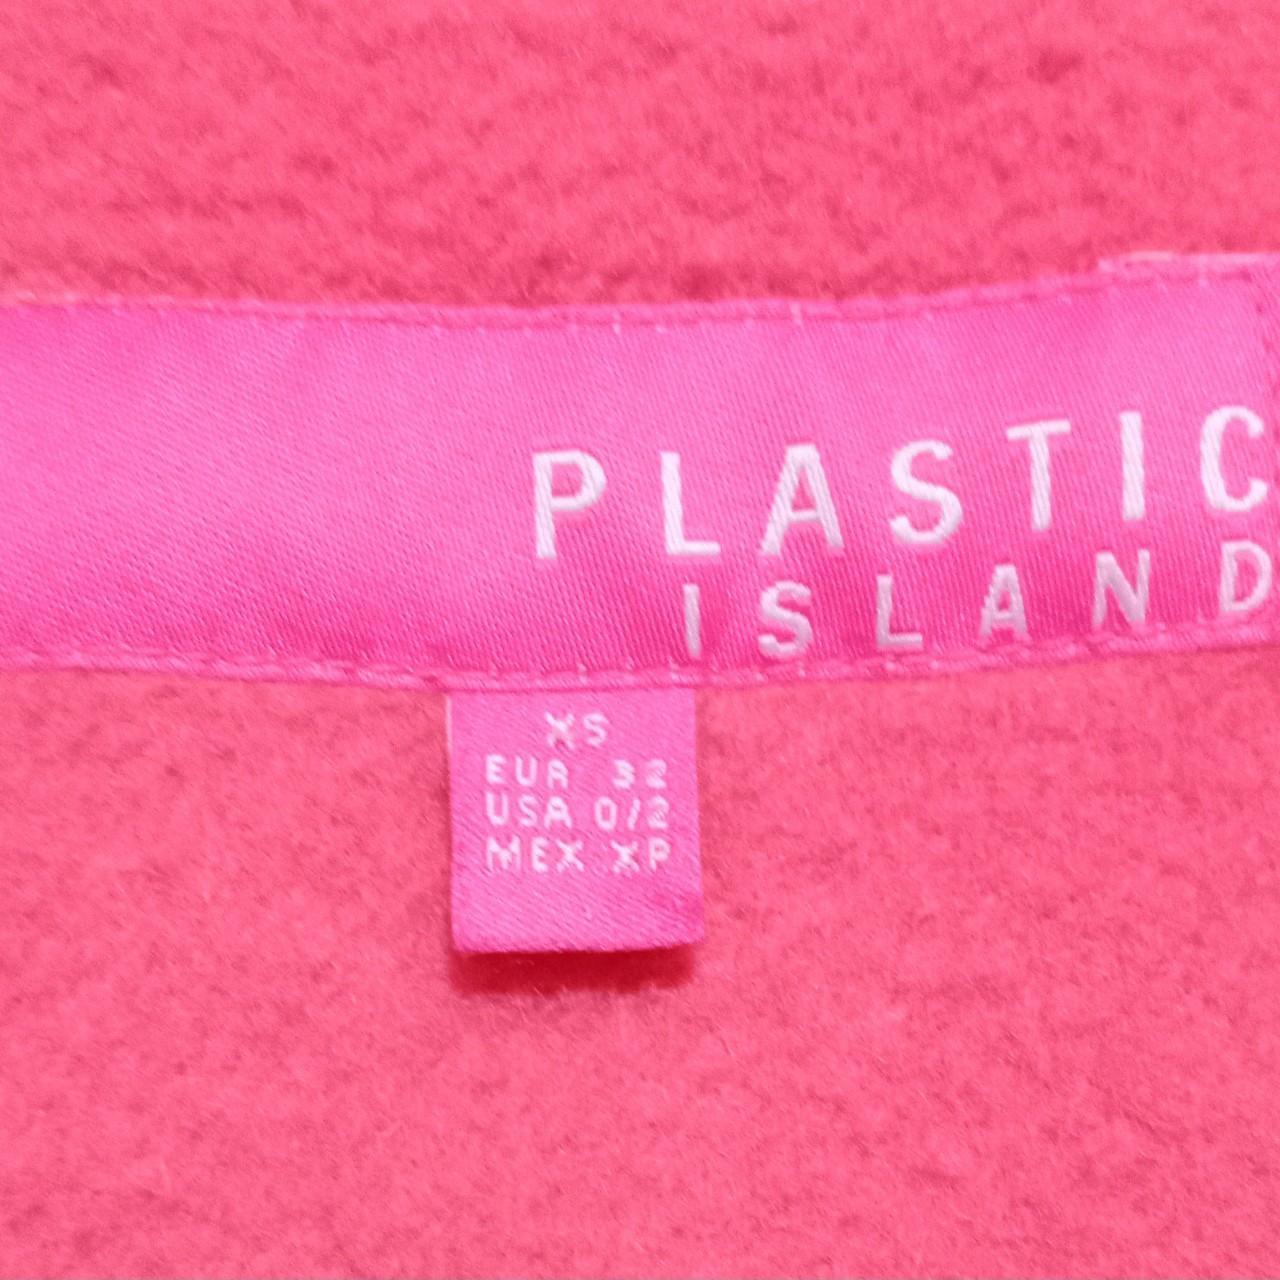 PLASTIC
ISLAND
XS
EUR 32
USA 0/2
MEX XP